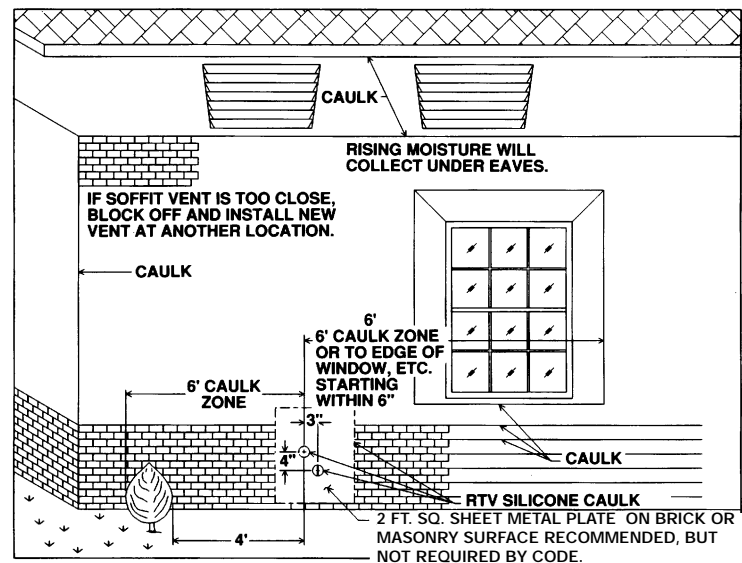 CAULK
RISING MOISTURE WILL
COLLECT UNDER EAVES.
IF SOFFIT VENT IS TOO CLOSE,
BLOCK OFF AND INSTALL NEW
VENT AT ANOTHER LOCATION.
CAULK
6'
6' CAULK ZONE
OR TO EDGE OF
WINDOW, ETC.
STARTING
WITHIN 6"
6' CAULK
ZONE
3"
4"
CAULK
RTV SILICONE CAULK
2 FT. SQ. SHEET METAL PLATE ON BRICK OR
MASONRY SURFACE RECOMMENDED, BUT
NOT REQUIRED BY CODE.
4'